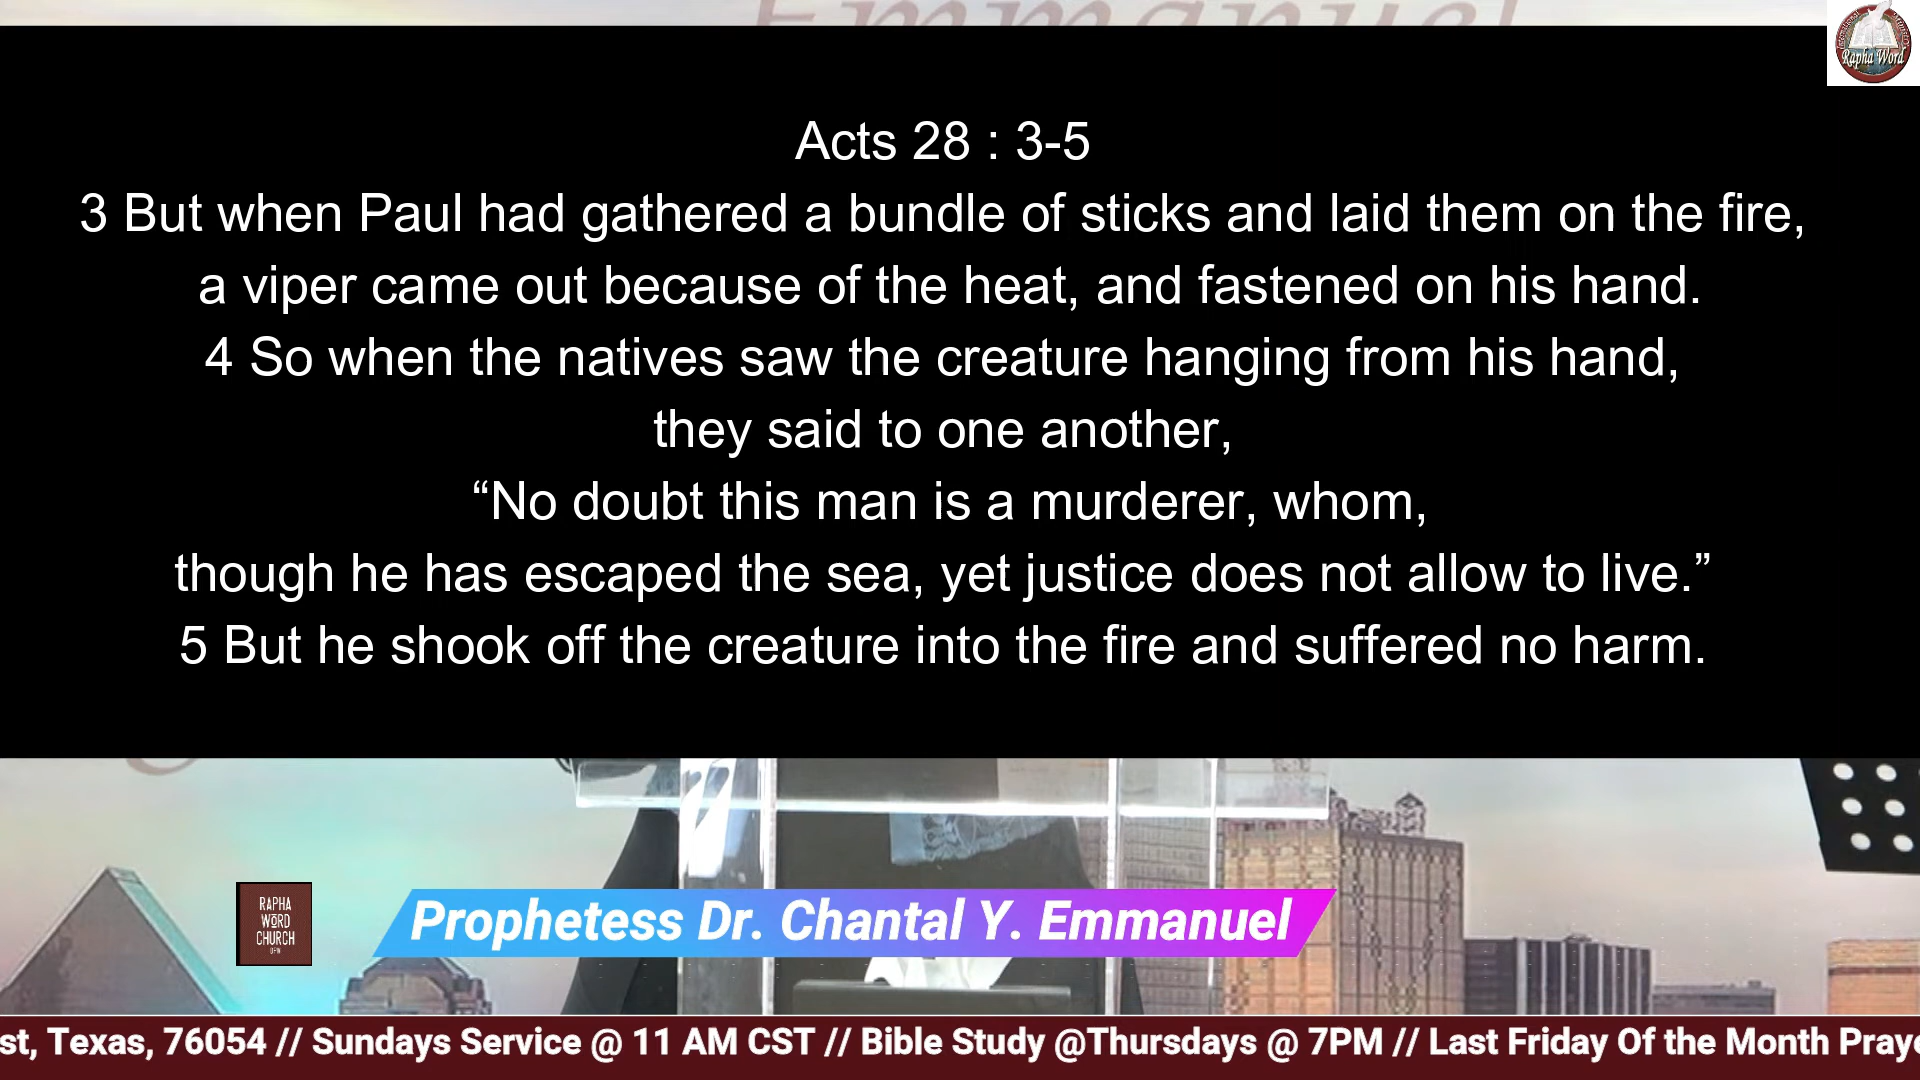 Emmanuel
Rapha Word
Acts 28 : 3-5
3 But when Paul had gathered a bundle of sticks and laid them on the fire,
a viper came out because of the heat, and fastened on his hand.
4 So when the natives saw the creature hanging from his hand,
they said to one another,
“No doubt this man is a murderer, whom,
though he has escaped the sea, yet justice does not allow to live.”
5 But he shook off the creature into the fire and suffered no harm.
RAPHA
WORD
CHURCH
DFW
Prophetess Dr. Chantal Y. Emmanuel
st, Texas, 76054 // Sundays Service @ 11 AM CST // Bible Study @Thursdays @ 7PM // Last Friday Of the Month Praye